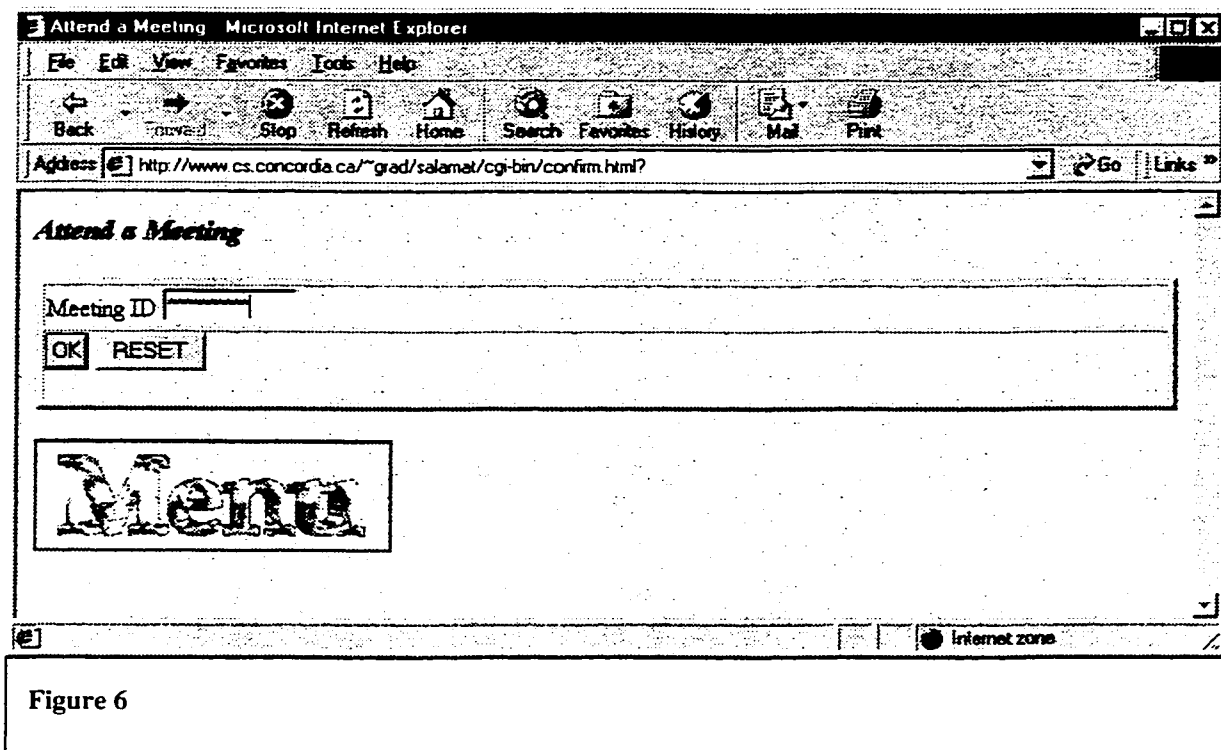 Attend a Meeting Microsoft Internet Explorer
File Edit View Favorites Tools Help
Back Forward Stop Refresh Home Search Favorites History Mail Print
Address http://www.cs.concordia.ca/~grad/salamat/cgi-bin/confirm.html? Go Links »
Attend a Meeting
Meeting ID
OK RESET
Menu
Internet zone
Figure 6